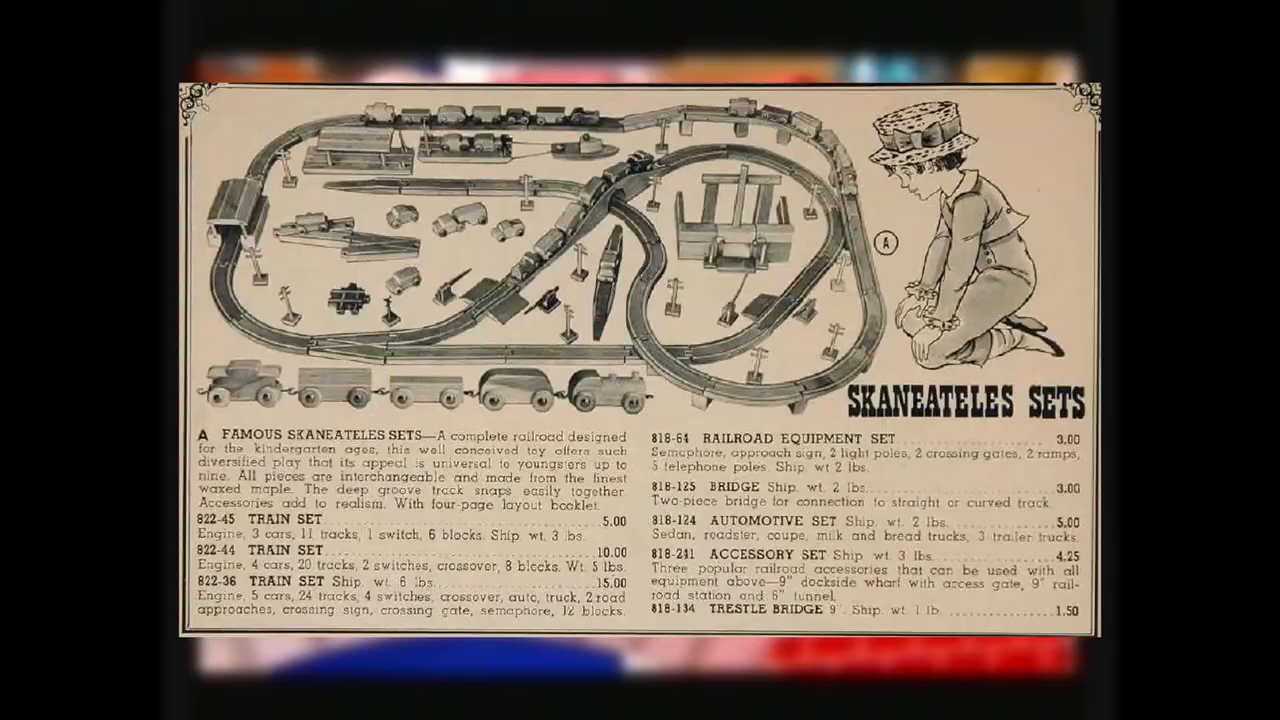 A
SKANEATELES SETS
A FAMOUS SKANEATELES SETS—A complete railroad designed
for the kindergarten ages, this well conceived toy offers such
diversified play that its appeal is universal to youngsters up to
nine. All pieces are interchangeable and made from the finest
waxed maple. The deep groove track snaps easily together.
Accessories add to realism. With four-page layout booklet.
822-45 TRAIN SET 5.00
Engine, 3 cars, 11 tracks, 1 switch, 6 blocks. Ship. wt. 3 lbs.
822-44 TRAIN SET 10.00
Engine, 4 cars, 20 tracks, 2 switches, crossover, 8 blocks. Wt. 5 lbs.
822-36 TRAIN SET Ship. wt. 6 lbs. 15.00
Engine, 5 cars, 24 tracks, 4 switches, crossover, auto, truck, 2 road
approaches, crossing sign, crossing gate, semaphore, 12 blocks.
818-64 RAILROAD EQUIPMENT SET 3.00
Semaphore, approach sign, 2 light poles, 2 crossing gates, 2 ramps,
5 telephone poles. Ship. wt 2 lbs.
818-125 BRIDGE Ship. wt. 2 lbs. 3.00
Two-piece bridge for connection to straight or curved track.
818-124 AUTOMOTIVE SET Ship. wt. 2 lbs. 5.00
Sedan, roadster, coupe, milk and bread trucks, 3 trailer trucks.
818-241 ACCESSORY SET Ship. wt. 3 lbs. 4.25
Three popular railroad accessories that can be used with all
equipment above—9" dockside wharf with access gate, 9" rail-
road station and 6" tunnel.
818-134 TRESTLE BRIDGE 9". Ship. wt. 1 lb. 1.50